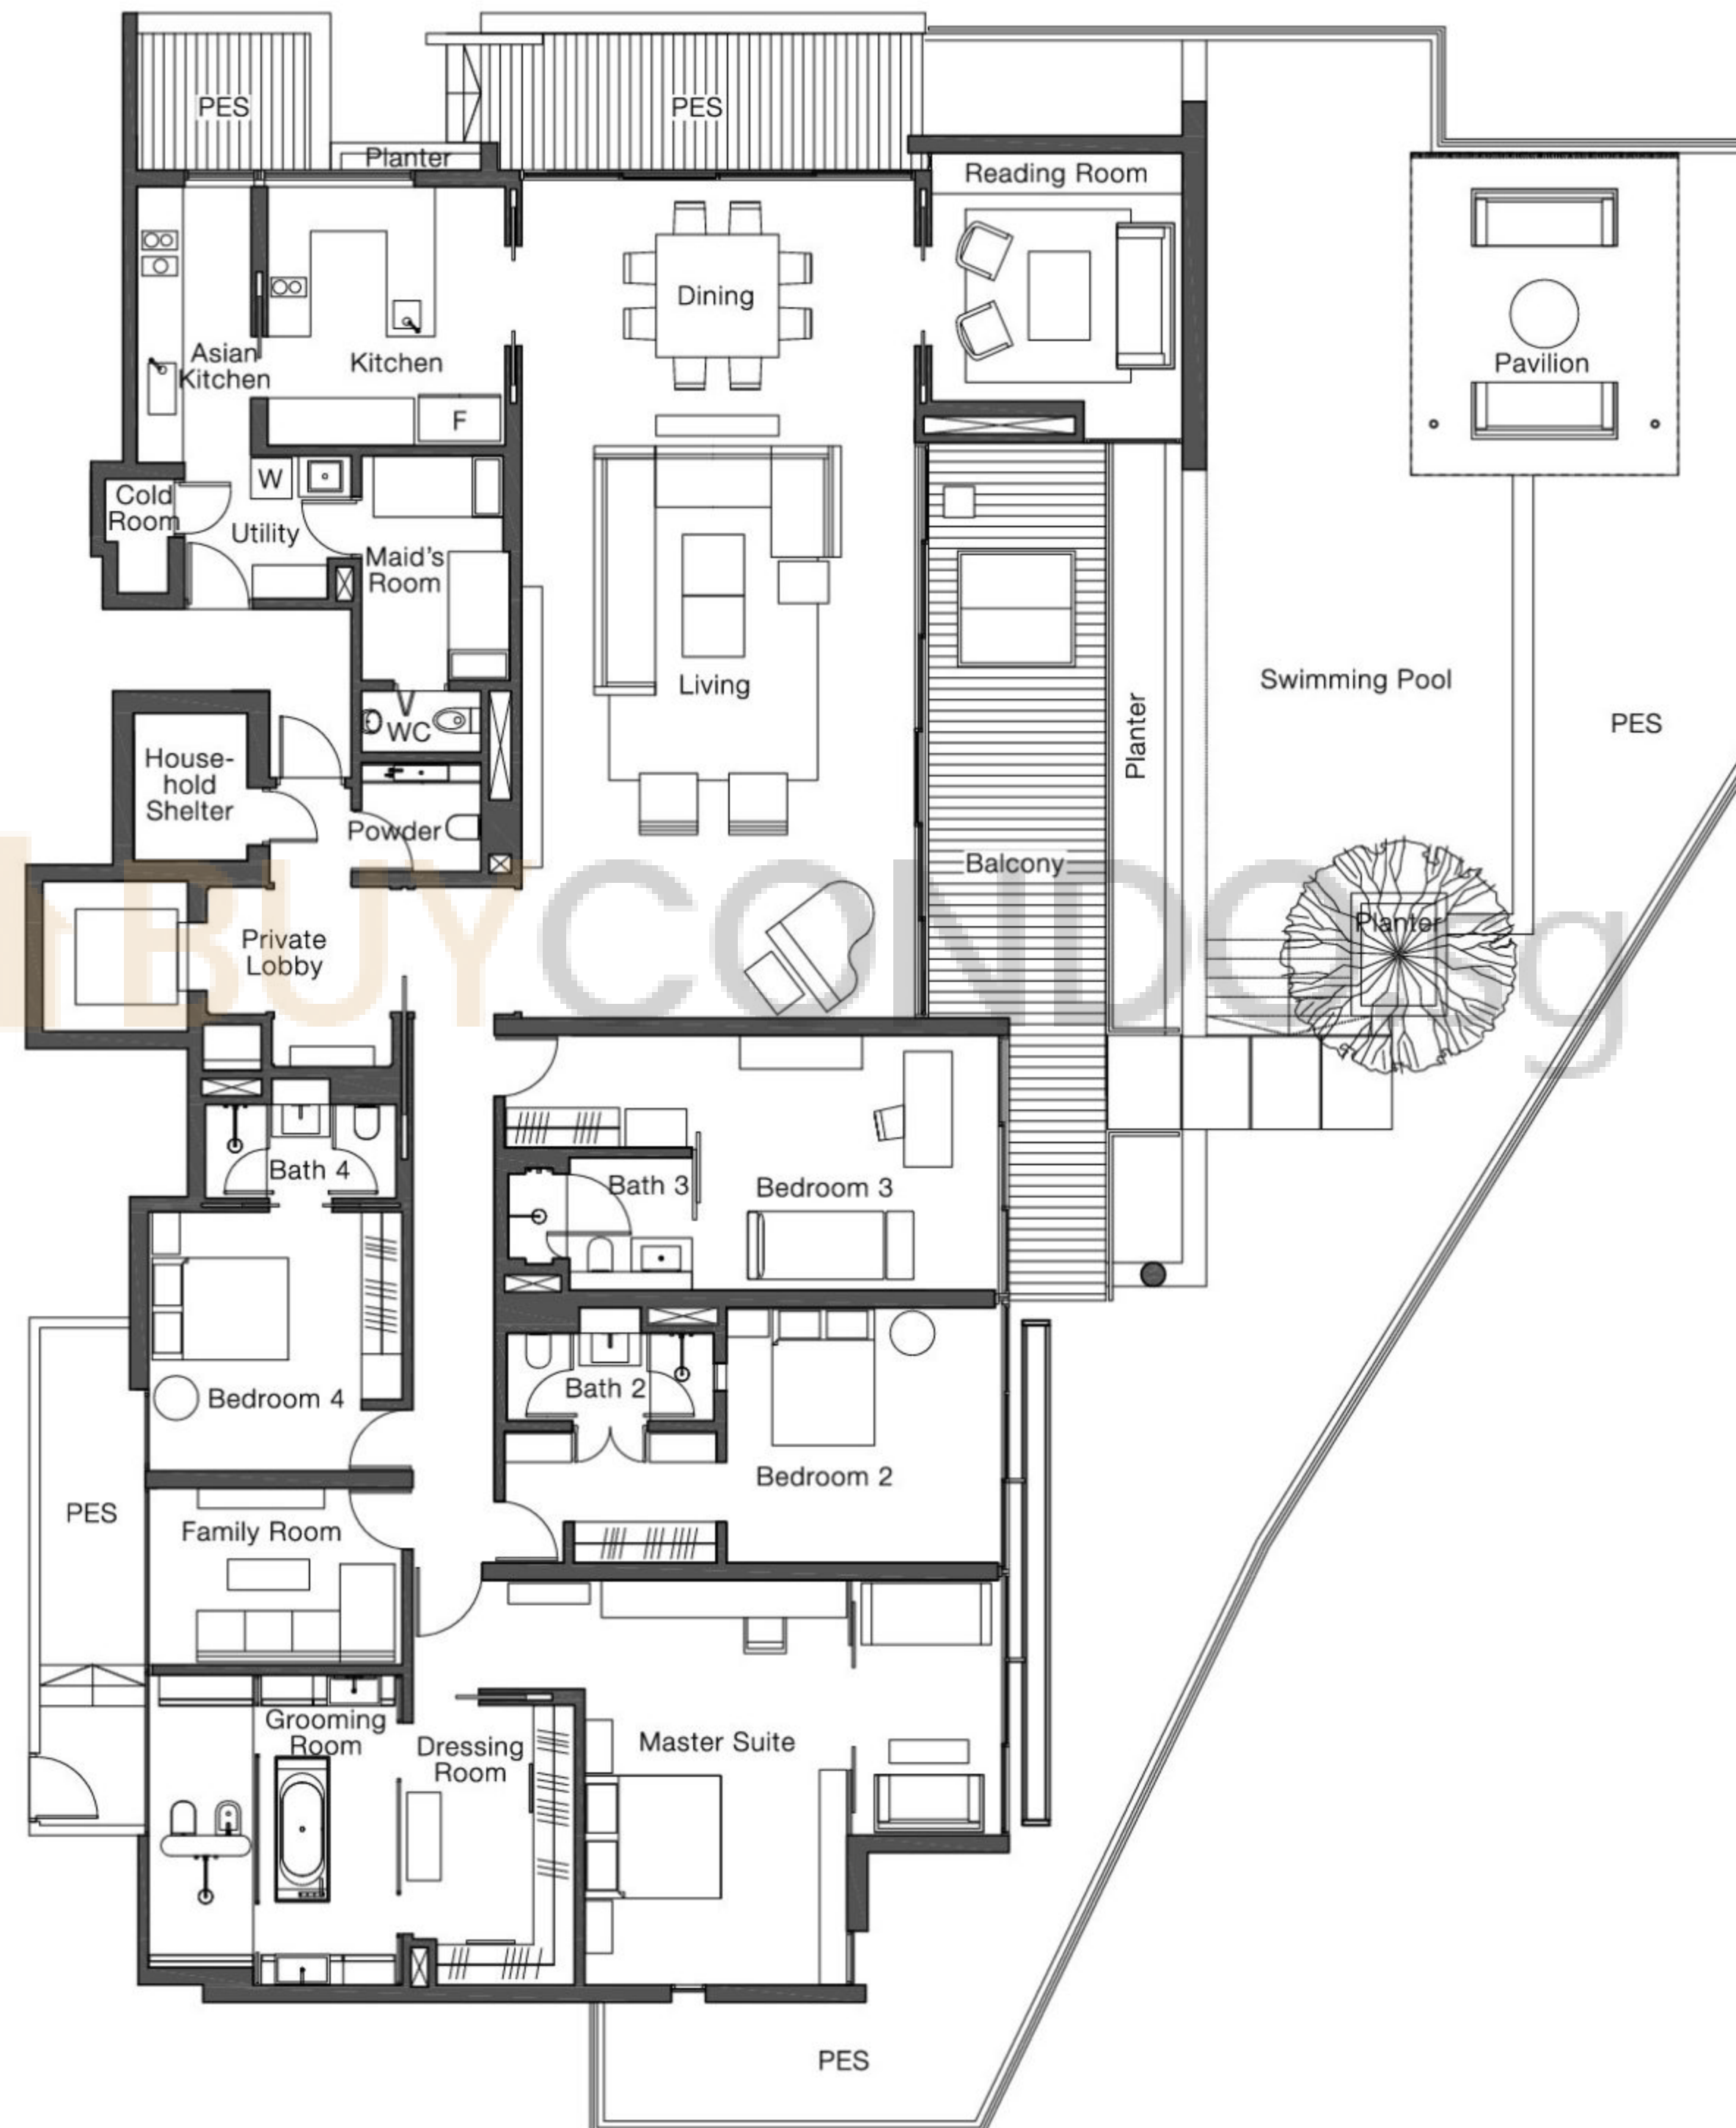 PES
PES
Planter
Reading Room
Dining
Asian
Kitchen
Kitchen
Pavilion
F
W
Cold
Room
Utility
Maid's
Room
Living
Swimming Pool
Planter
PES
WC
House-
hold
Shelter
Powder
Balcony
Planter
BUYCONDO.sg
Private
Lobby
Bath 4
Bath 3
Bedroom 3
Bedroom 4
Bath 2
Bedroom 2
PES
Family Room
Grooming
Room
Dressing
Room
Master Suite
PES